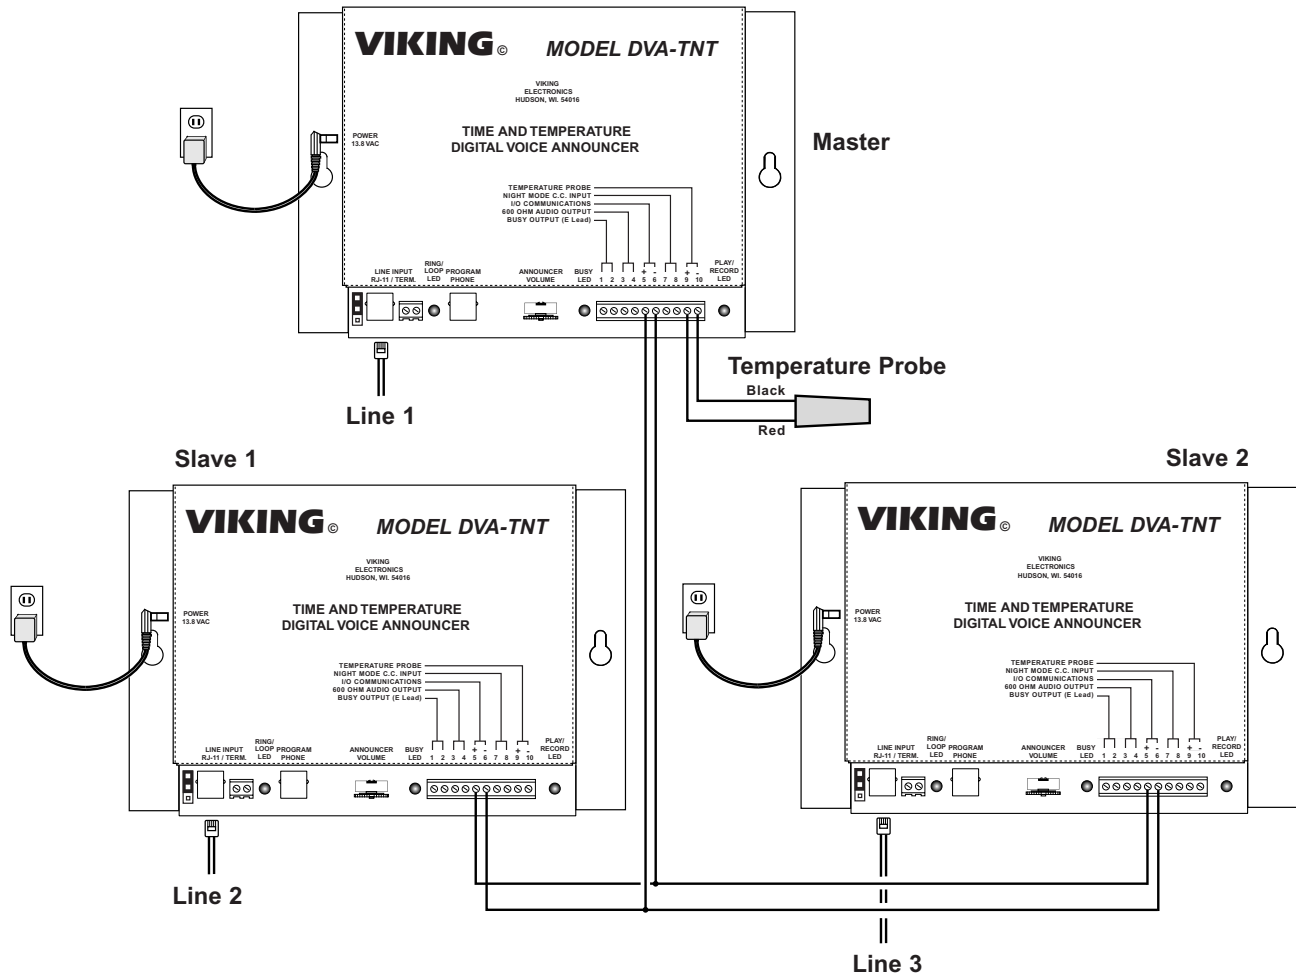 VIKING © MODEL DVA-TNT
VIKING
ELECTRONICS
HUDSON, WI. 54016
POWER
13.8 VAC
TIME AND TEMPERATURE
DIGITAL VOICE ANNOUNCER
Master
TEMPERATURE PROBE
NIGHT MODE C.C. INPUT
I/O COMMUNICATIONS
600 OHM AUDIO OUTPUT
BUSY OUTPUT (E Lead)
LINE INPUT
RJ-11 / TERM.
RING/
LOOP
LED
PROGRAM
PHONE
ANNOUNCER
VOLUME
BUSY
LED
+ - + -
1 2 3 4 5 6 7 8 9 10
PLAY/
RECORD
LED
Temperature Probe
Black
Red
Line 1
Slave 1
VIKING © MODEL DVA-TNT
VIKING
ELECTRONICS
HUDSON, WI. 54016
POWER
13.8 VAC
TIME AND TEMPERATURE
DIGITAL VOICE ANNOUNCER
TEMPERATURE PROBE
NIGHT MODE C.C. INPUT
I/O COMMUNICATIONS
600 OHM AUDIO OUTPUT
BUSY OUTPUT (E Lead)
LINE INPUT
RJ-11 / TERM.
RING/
LOOP
LED
PROGRAM
PHONE
ANNOUNCER
VOLUME
BUSY
LED
+ - + -
1 2 3 4 5 6 7 8 9 10
PLAY/
RECORD
LED
Line 2
Slave 2
VIKING © MODEL DVA-TNT
VIKING
ELECTRONICS
HUDSON, WI. 54016
POWER
13.8 VAC
TIME AND TEMPERATURE
DIGITAL VOICE ANNOUNCER
TEMPERATURE PROBE
NIGHT MODE C.C. INPUT
I/O COMMUNICATIONS
600 OHM AUDIO OUTPUT
BUSY OUTPUT (E Lead)
LINE INPUT
RJ-11 / TERM.
RING/
LOOP
LED
PROGRAM
PHONE
ANNOUNCER
VOLUME
BUSY
LED
+ - + -
1 2 3 4 5 6 7 8 9 10
PLAY/
RECORD
LED
Line 3